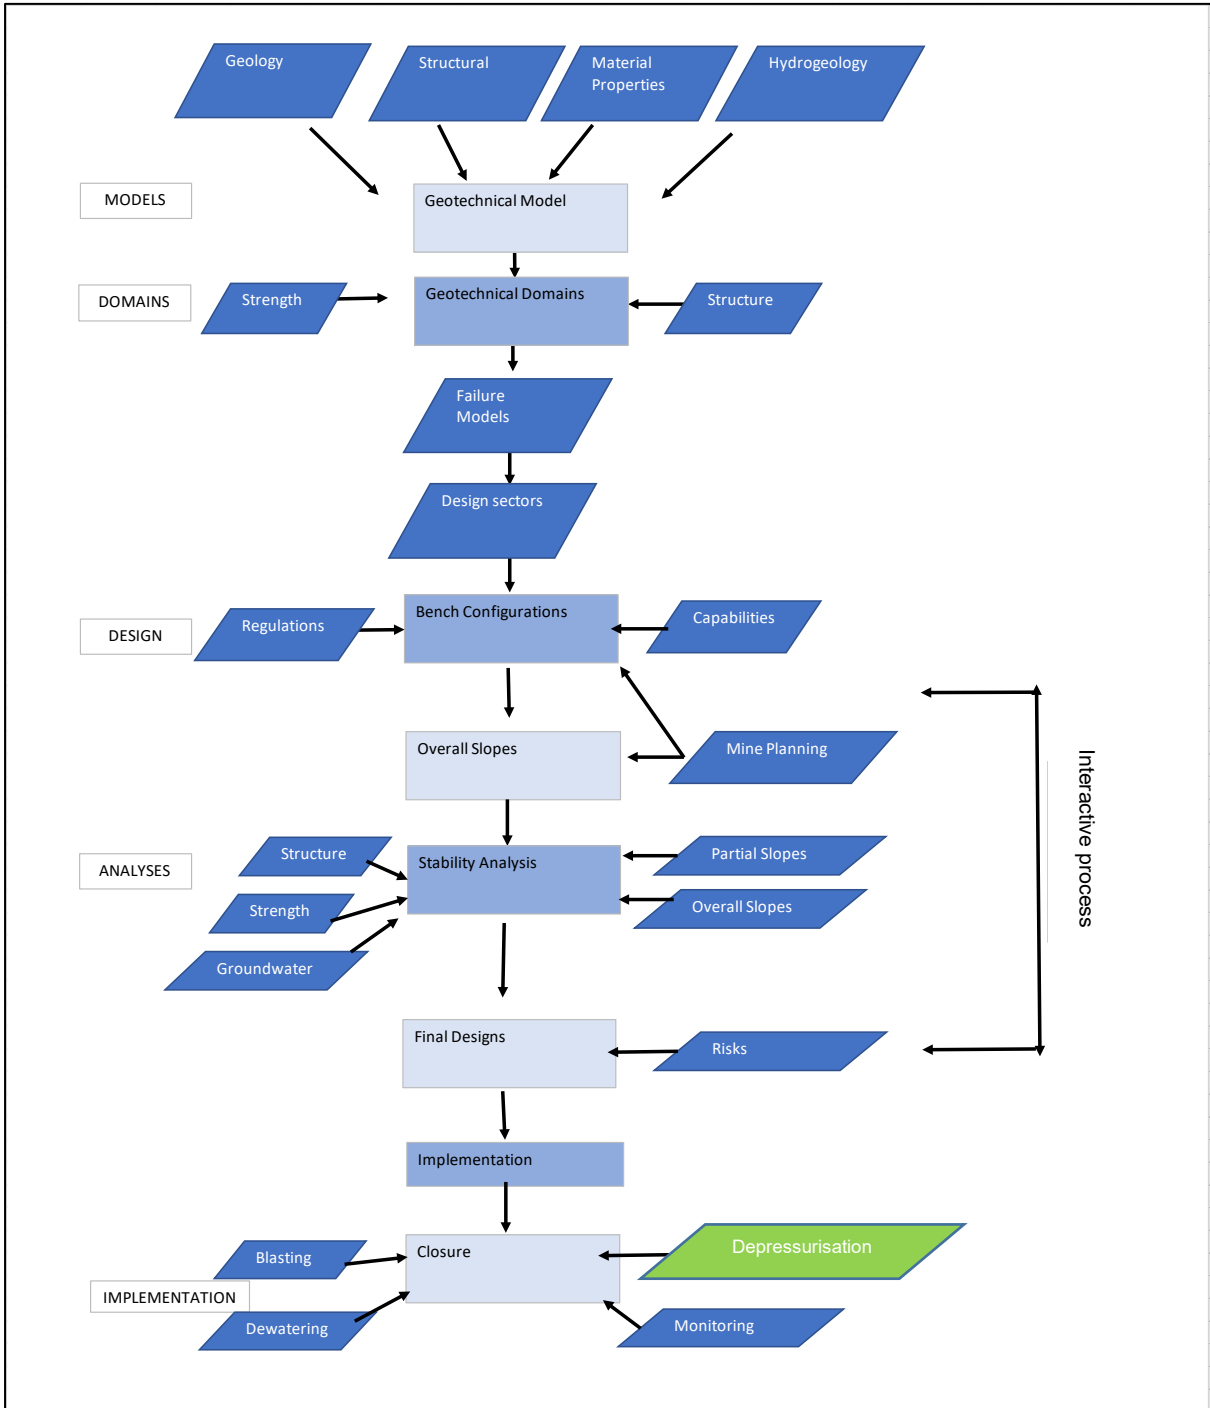 Geology
Structural
Material
Properties
Hydrogeology
MODELS
Geotechnical Model
DOMAINS
Strength
Geotechnical Domains
Structure
Failure
Models
Design sectors
DESIGN
Regulations
Bench Configurations
Capabilities
Overall Slopes
Mine Planning
Interactive process
ANALYSES
Structure
Stability Analysis
Partial Slopes
Strength
Overall Slopes
Groundwater
Final Designs
Risks
Implementation
Blasting
Closure
Depressurisation
IMPLEMENTATION
Dewatering
Monitoring